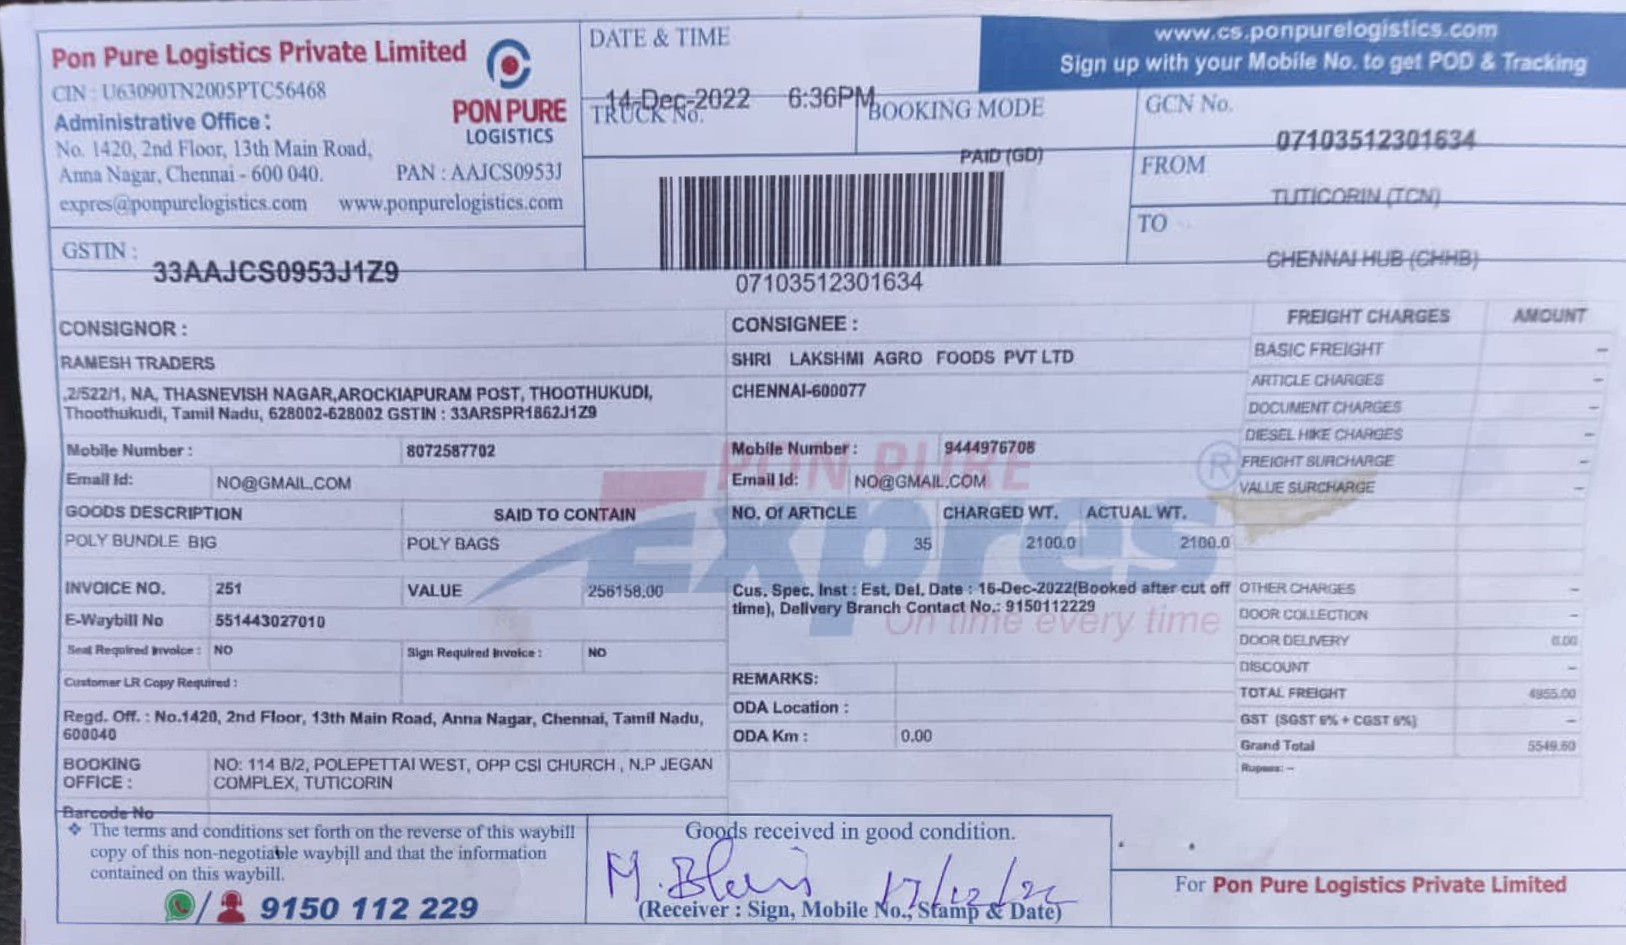 Pon Pure Logistics Private Limited
CIN : U63090TN2005PTC56468
Administrative Office :
No. 1420, 2nd Floor, 13th Main Road,
Anna Nagar, Chennai - 600 040. PAN : AAJCS0953J
expres@ponpurelogistics.com www.ponpurelogistics.com
PON PURE
LOGISTICS
GSTIN :
33AAJCS0953J1Z9
DATE & TIME
14-Dec-2022 6:36PM
TRUCK No.
BOOKING MODE
PAID (GD)
07103512301634
www.cs.ponpurelogistics.com
Sign up with your Mobile No. to get POD & Tracking
GCN No.
07103512301634
FROM
TUTICORIN (TCN)
TO
CHENNAI HUB (CHHB)
CONSIGNOR :
RAMESH TRADERS
,2/522/1, NA, THASNEVISH NAGAR,AROCKIAPURAM POST, THOOTHUKUDI,
Thoothukudi, Tamil Nadu, 628002-628002 GSTIN : 33ARSPR1862J1Z9
Mobile Number : 8072587702
Email Id: NO@GMAIL.COM
CONSIGNEE :
SHRI LAKSHMI AGRO FOODS PVT LTD
CHENNAI-600077
Mobile Number : 9444976708
Email Id: NO@GMAIL.COM
PON PURE ®
Expres
On time every time
GOODS DESCRIPTION SAID TO CONTAIN NO. Of ARTICLE CHARGED WT. ACTUAL WT.
POLY BUNDLE BIG POLY BAGS 35 2100.0 2100.0
INVOICE NO. 251 VALUE 256158.00
E-Waybill No 551443027010
Seal Required Invoice : NO Sign Required Invoice : NO
Customer LR Copy Required :
Regd. Off. : No.1420, 2nd Floor, 13th Main Road, Anna Nagar, Chennai, Tamil Nadu,
600040
BOOKING NO: 114 B/2, POLEPETTAI WEST, OPP CSI CHURCH , N.P JEGAN
OFFICE : COMPLEX, TUTICORIN
Barcode No
Cus. Spec. Inst : Est. Del. Date : 16-Dec-2022(Booked after cut off
time), Delivery Branch Contact No.: 9150112229
REMARKS:
ODA Location :
ODA Km : 0.00
FREIGHT CHARGES AMOUNT
BASIC FREIGHT –
ARTICLE CHARGES –
DOCUMENT CHARGES –
DIESEL HIKE CHARGES –
FREIGHT SURCHARGE –
VALUE SURCHARGE –
OTHER CHARGES –
DOOR COLLECTION –
DOOR DELIVERY 0.00
DISCOUNT –
TOTAL FREIGHT 4955.00
GST (SGST 6% + CGST 6%) –
Grand Total 5549.60
Rupees: –
❖ The terms and conditions set forth on the reverse of this waybill
copy of this non-negotiable waybill and that the information
contained on this waybill.
/ 9150 112 229
Goods received in good condition.
17/12/22
(Receiver : Sign, Mobile No., Stamp & Date)
For Pon Pure Logistics Private Limited